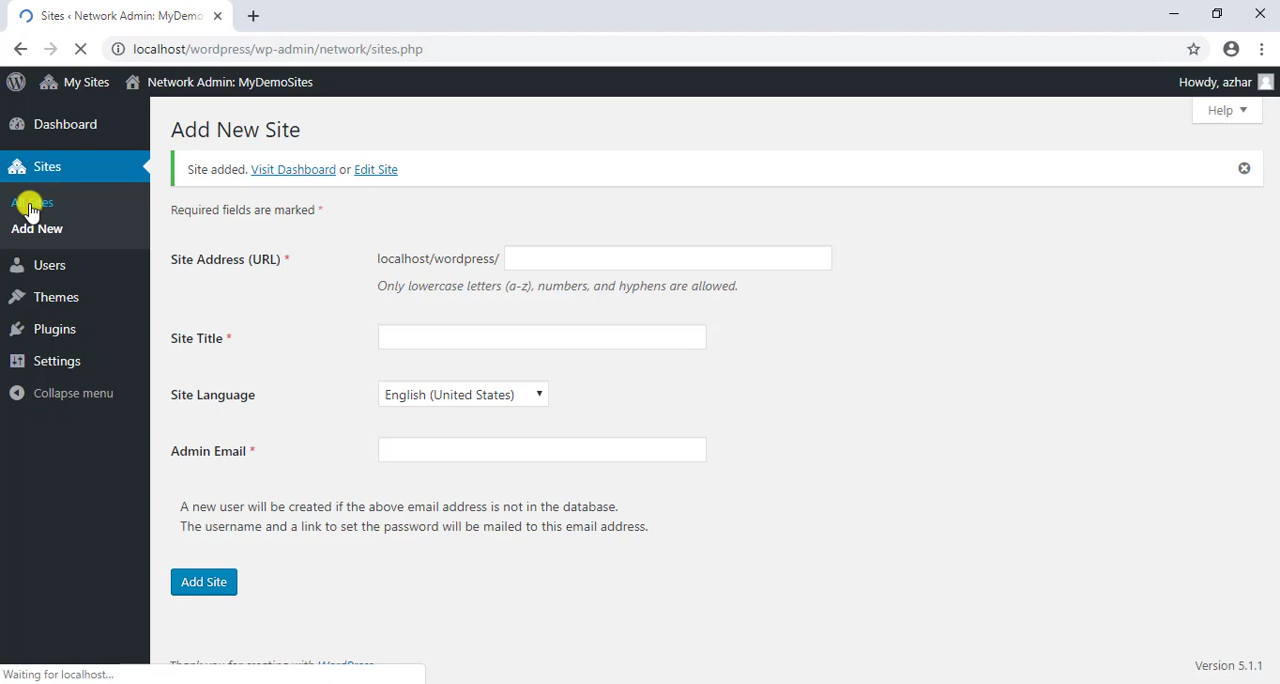 Sites ‹ Network Admin: MyDemo
localhost/wordpress/wp-admin/network/sites.php
My Sites
Network Admin: MyDemoSites
Howdy, azhar
Dashboard
Sites
Add New
Users
Themes
Plugins
Settings
Collapse menu
Help
Add New Site
Site added. Visit Dashboard or Edit Site
Required fields are marked *
Site Address (URL) *
localhost/wordpress/
Only lowercase letters (a-z), numbers, and hyphens are allowed.
Site Title *
Site Language
English (United States)
Admin Email *
A new user will be created if the above email address is not in the database.
The username and a link to set the password will be mailed to this email address.
Add Site
Version 5.1.1
Waiting for localhost...